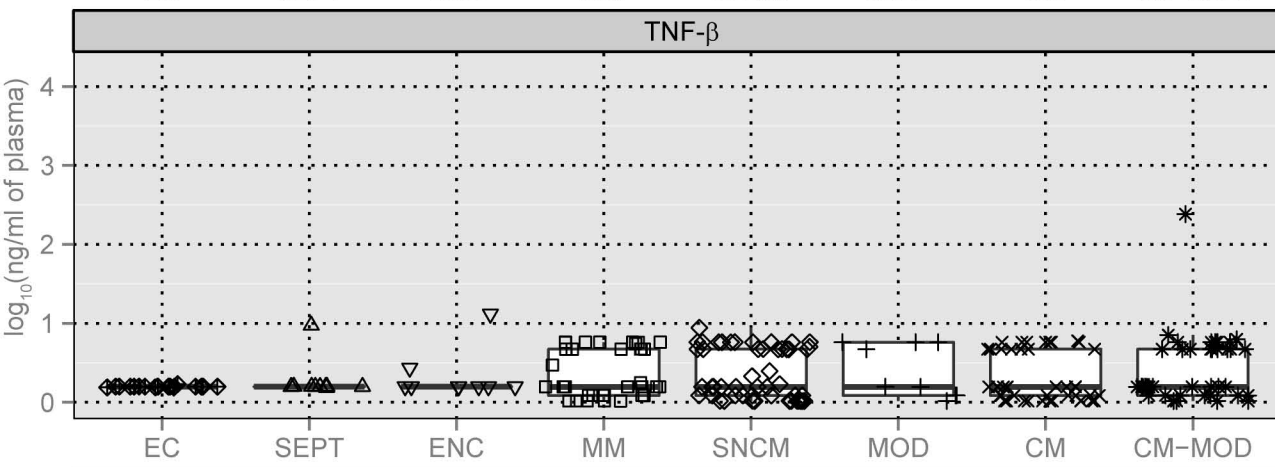 TNF-β
log₁₀(ng/ml of plasma)
4
3
2
1
0
EC SEPT ENC MM SNCM MOD CM CM−MOD